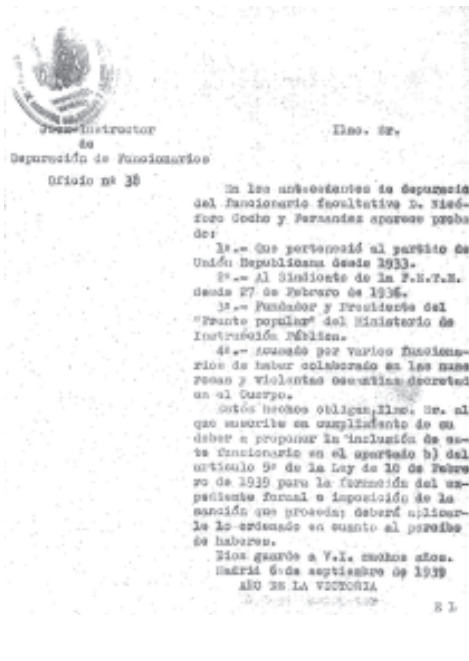 Juez Instructor
de
Depuración de Funcionarios
Oficio nº 38
Ilmo. Sr.
En los antecedentes de depuració
del funcionario facultativo D. Nicé-
foro Cocho y Fernandez aparece proba
do:
1º.- Que perteneció al partido de
Unión Republicana desde 1933.
2º.- Al Sindicato de la
desde 27 de Febrero de 1936.
3º.- Fundador y Presidente del
"Frente popular" del Ministerio de
Instrucción Pública.
4º.- Acusado por varios funciona-
rios de haber colaborado en las nume
rosas y violentas cesantías decretad
en el Cuerpo.
Estos hechos obligan, Ilmo. Sr. al
que suscribe en cumplimiento de su
deber a proponer la inclusión de es-
te funcionario en el apartado b) del
artículo 5º de la Ley de 10 de Febre
ro de 1939 para la formación del ex-
pediente formal e imposición de la
sanción que proceda; deberá aplicar-
le lo ordenado en cuanto al percibo
de haberes.
Dios guarde a V.I. muchos años.
Madrid 6 de septiembre de 1939
AÑO DE LA VICTORIA
E L